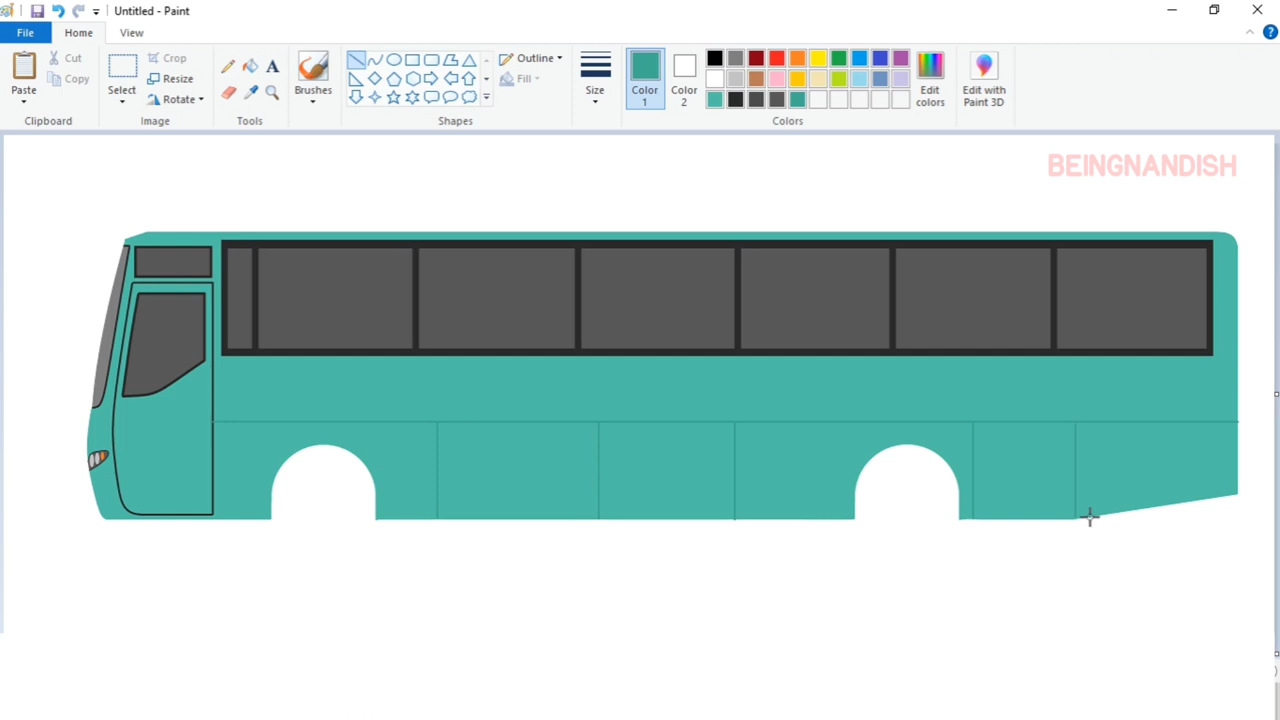 Untitled - Paint
File
Home
View
Paste
Cut
Copy
Clipboard
Select
Crop
Resize
Rotate
Image
A
Tools
Brushes
Outline
Fill
Shapes
Size
Color 1
Color 2
Edit colors
Colors
Edit with Paint 3D
?
BEINGNANDISH